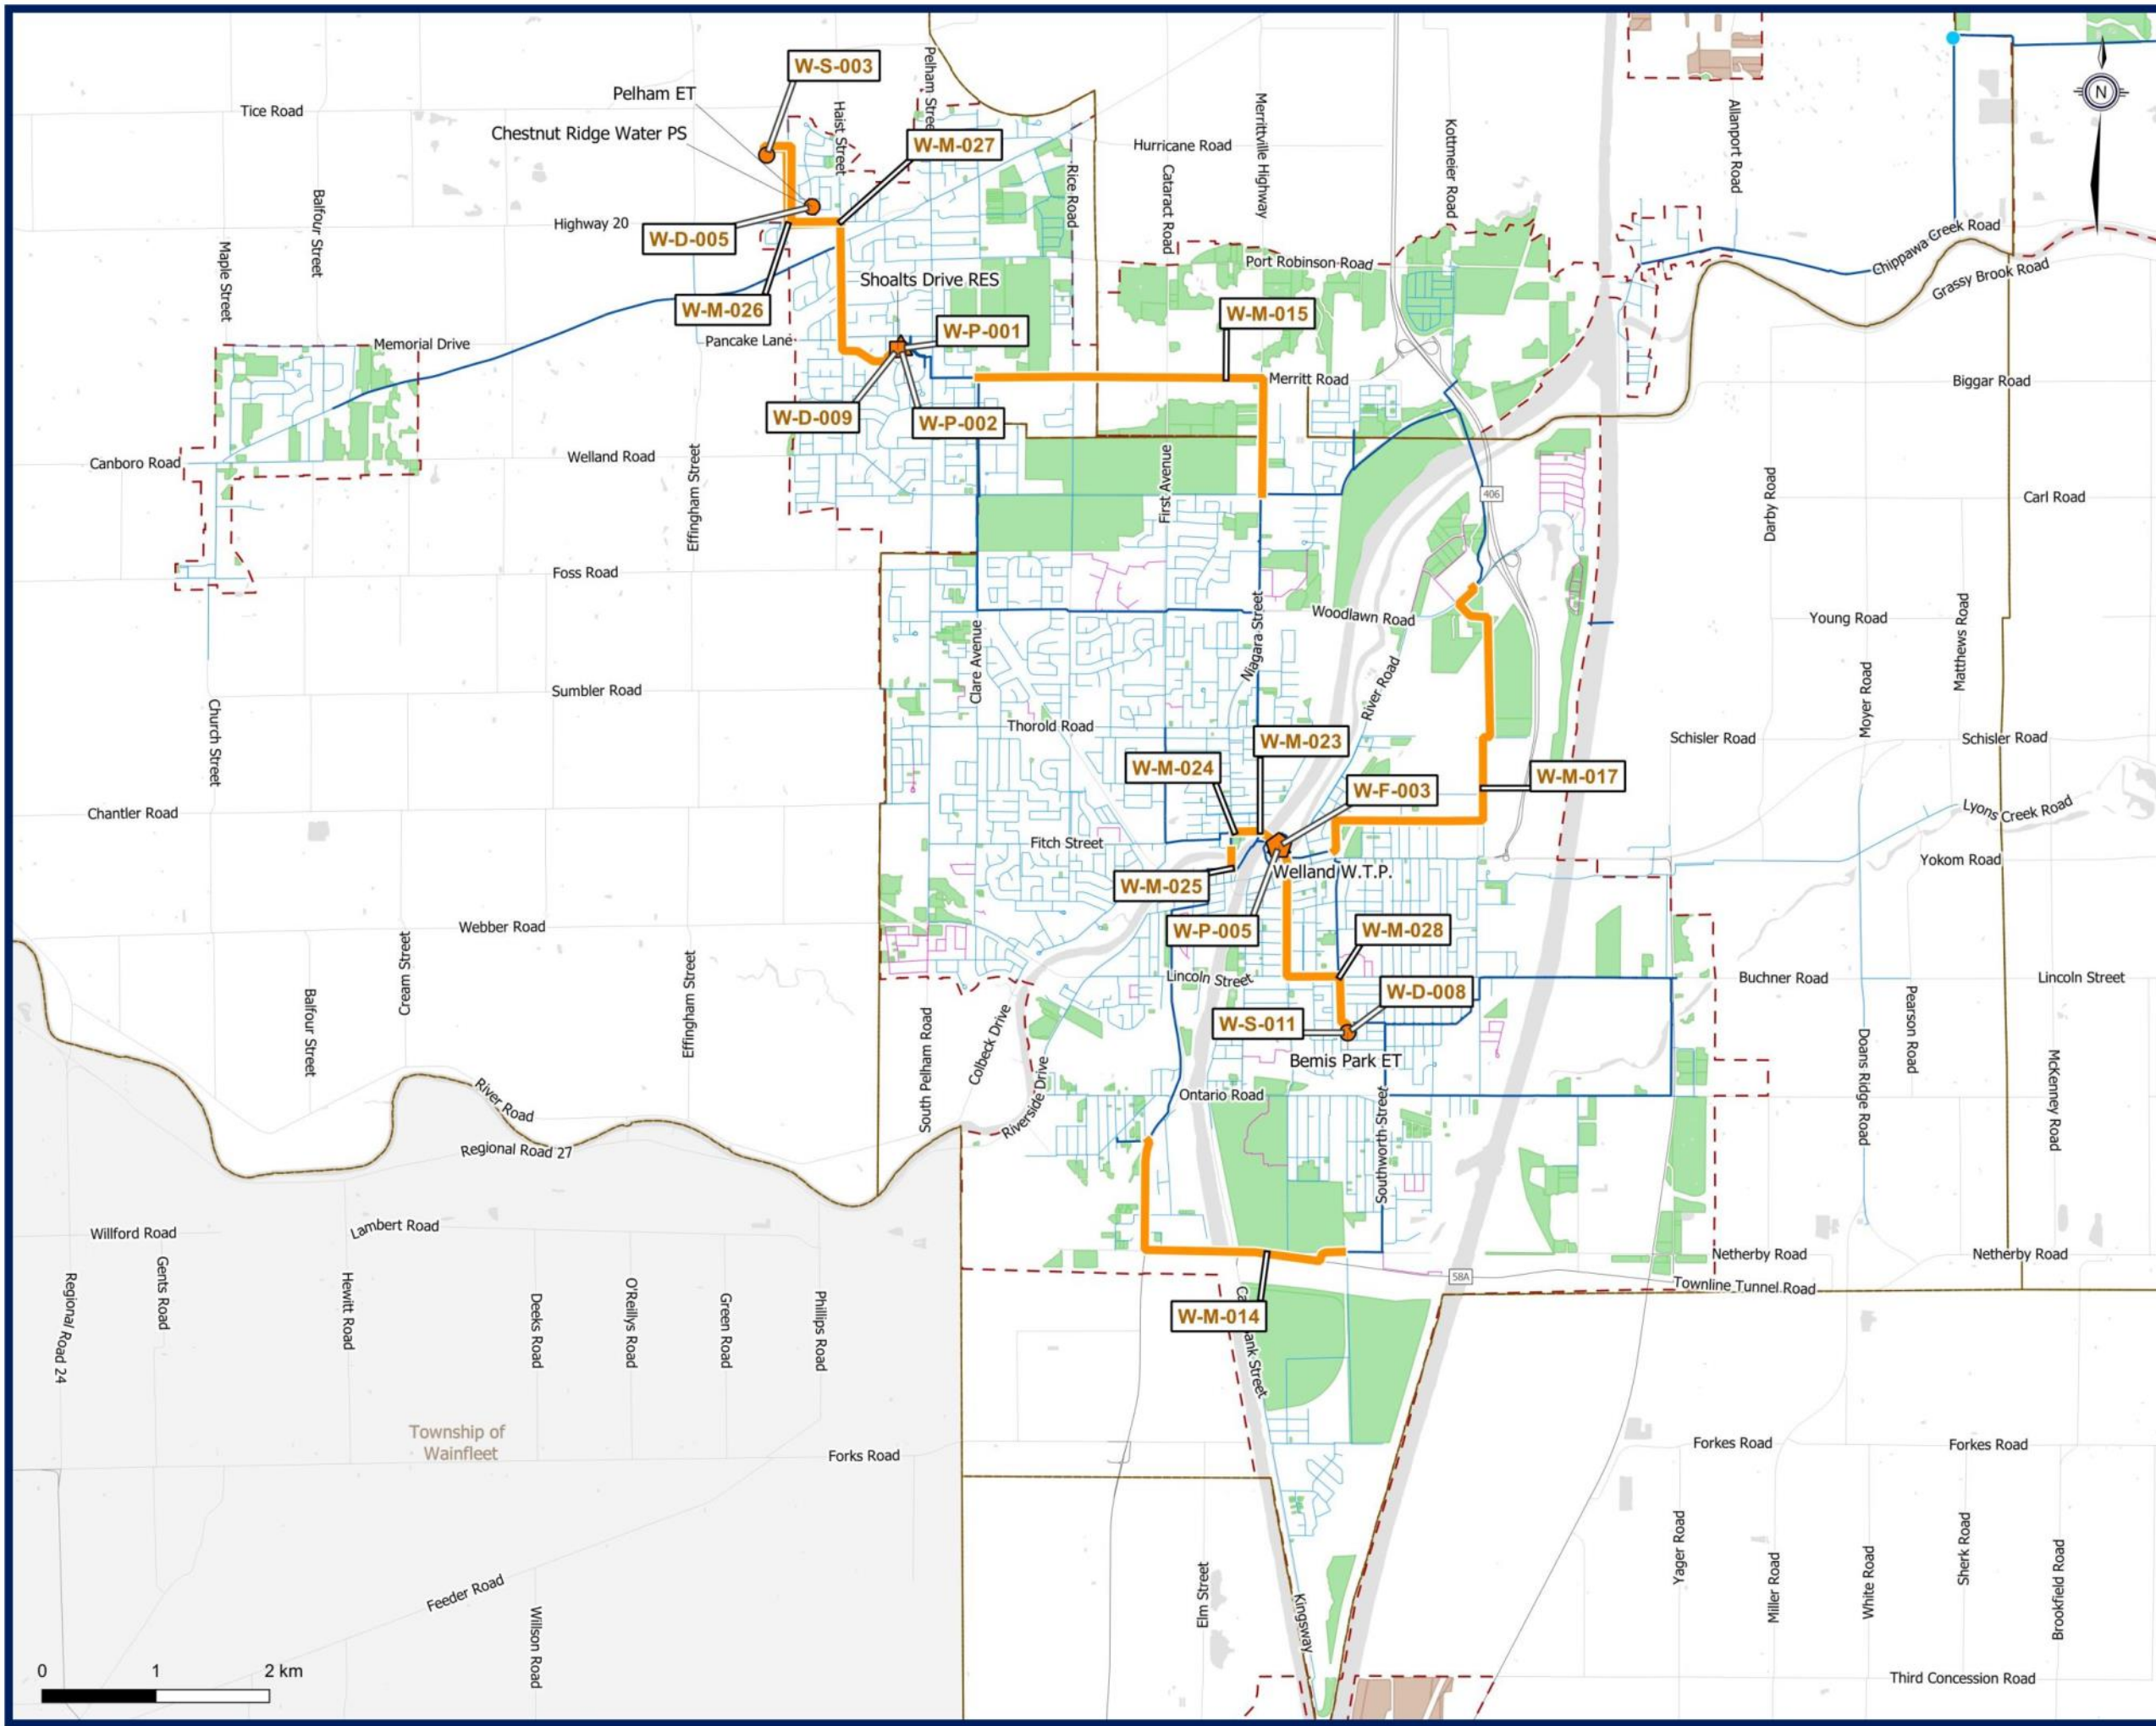 W-S-003
Pelham ET
Chestnut Ridge Water PS
Tice Road
Haist Street
Pelham Street
W-M-027
Hurricane Road
Merrittville Highway
Kottmeier Road
Allanport Road
N
Balfour Street
Maple Street
Highway 20
W-D-005
Rice Road
Cataract Road
Chippawa Creek Road
Grassy Brook Road
Port Robinson Road
Shoalts Drive RES
W-M-026
W-M-015
W-P-001
Memorial Drive
Pancake Lane
Merritt Road
Biggar Road
W-D-009
W-P-002
Canboro Road
Welland Road
Effingham Street
First Avenue
406
Darby Road
Carl Road
Foss Road
Woodlawn Road
Young Road
Clare Avenue
Niagara Street
River Road
Matthews Road
Moyer Road
Sumbler Road
Church Street
Thorold Road
W-M-023
Schisler Road
Schisler Road
W-M-024
W-F-003
W-M-017
Chantler Road
Lyons Creek Road
Fitch Street
Yokom Road
W-M-025
Welland W.T.P.
Webber Road
W-P-005
W-M-028
Cream Street
Balfour Street
Effingham Street
Lincoln Street
Buchner Road
Lincoln Street
W-D-008
W-S-011
Pearson Road
Doans Ridge Road
McKenney Road
South Pelham Road
Colbeck Drive
Riverside Drive
Bemis Park ET
Ontario Road
Southworth Street
River Road
Regional Road 27
Willford Road
Lambert Road
Netherby Road
Netherby Road
58A
Townline Tunnel Road
Regional Road 24
Gents Road
Hewitt Road
Deeks Road
O'Reillys Road
Green Road
Phillips Road
W-M-014
Township of
Wainfleet
Forks Road
Forkes Road
Forkes Road
Feeder Road
Willson Road
Elm Street
Kingsway
Yager Road
Miller Road
White Road
Sherk Road
Brookfield Road
Third Concession Road
0 1 2 km